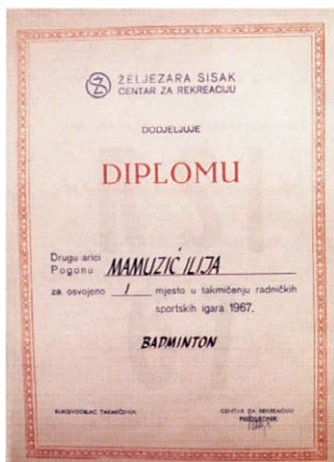 ŽELJEZARA SISAK
CENTAR ZA REKREACIJU
DODJELJUJE
DIPLOMU
Drugu-arici
Pogonu MAMUZIĆ ILIJA
za osvojeno 1 mjesto u takmičenju radničkih
sportskih igara 1967.
BADMINTON
RUKOVODILAC TAKMIČENJA
CENTAR ZA REKREACIJU
PREDSJEDNIK